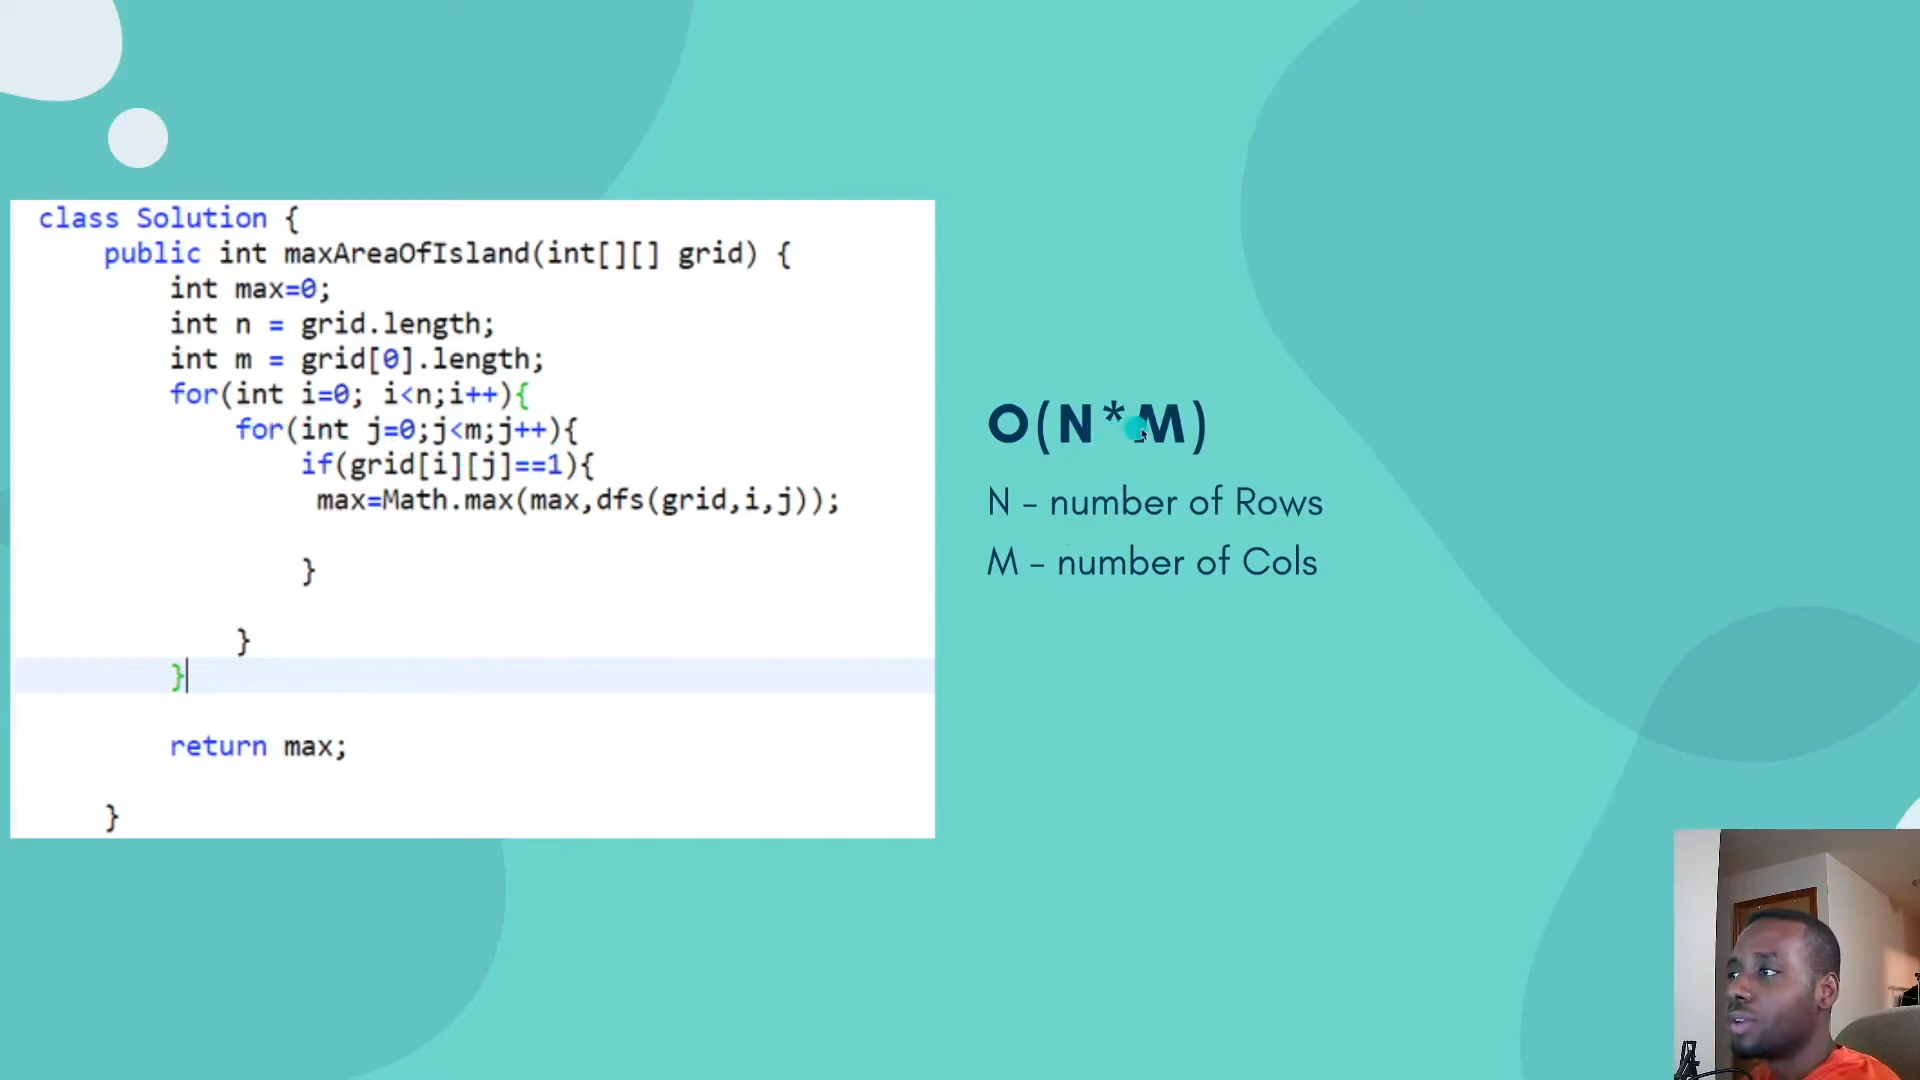 class Solution {
public int maxAreaOfIsland(int[][] grid) {
int max=0;
int n = grid.length;
int m = grid[0].length;
for(int i=0; i<n;i++){
for(int j=0;j<m;j++){
if(grid[i][j]==1){
max=Math.max(max,dfs(grid,i,j));
}
}
}
return max;
}
O(N*M)
N - number of Rows
M - number of Cols